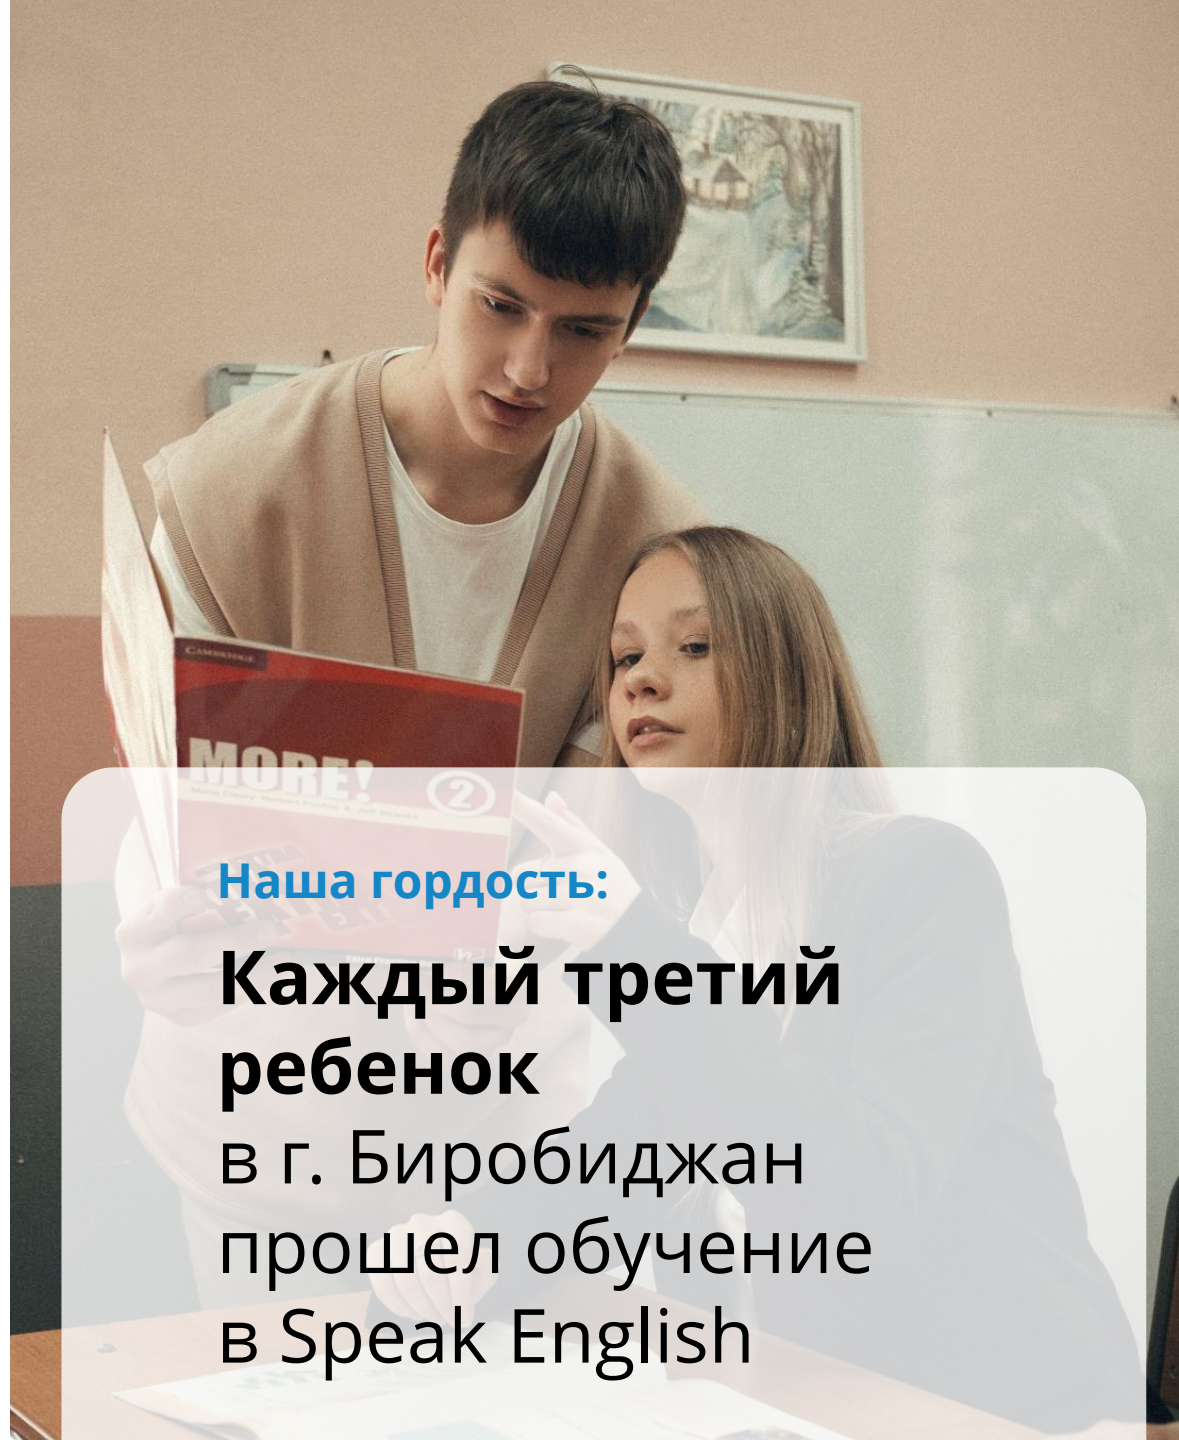 CAMBRIDGE
MORE!
2
Наша гордость:
Каждый третий
ребенок
в г. Биробиджан
прошел обучение
в Speak English